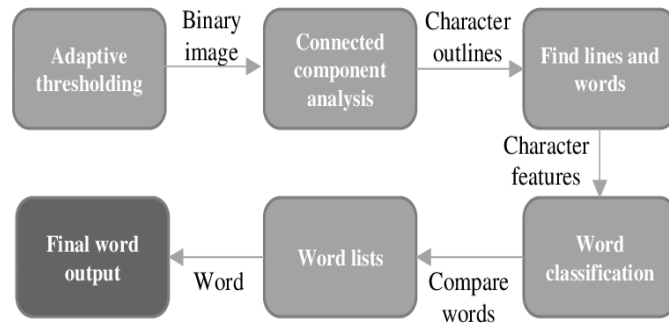 Adaptive
thresholding
Binary
image
Connected
component
analysis
Character
outlines
Find lines and
words
Character
features
Word
classification
Compare
words
Word lists
Word
Final word
output